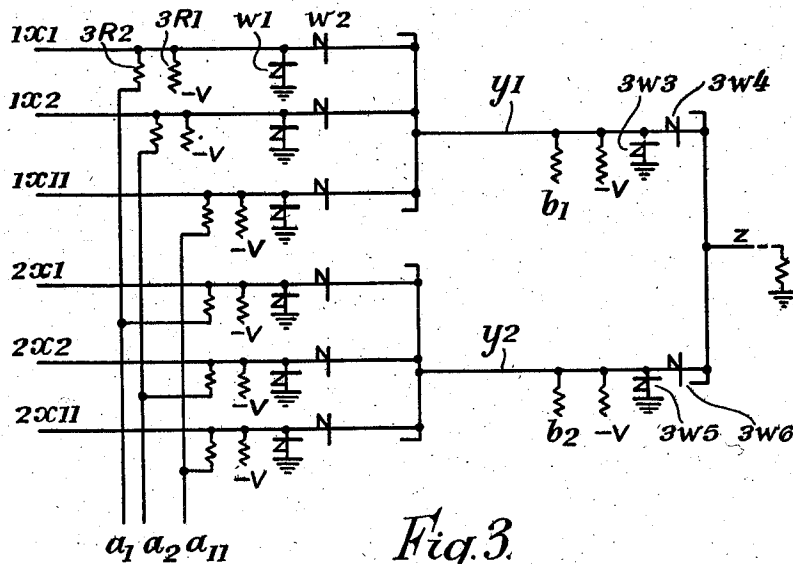 1x1 3R2 3R1 w1 w2
-V
1x2
-V
y1 3w3 3w4
1x11
-V
b1 -V
z
2x1
-V
2x2
-V
y2
2x11
-V
b2 -V 3w5 3w6
a1 a2 a11
Fig.3.